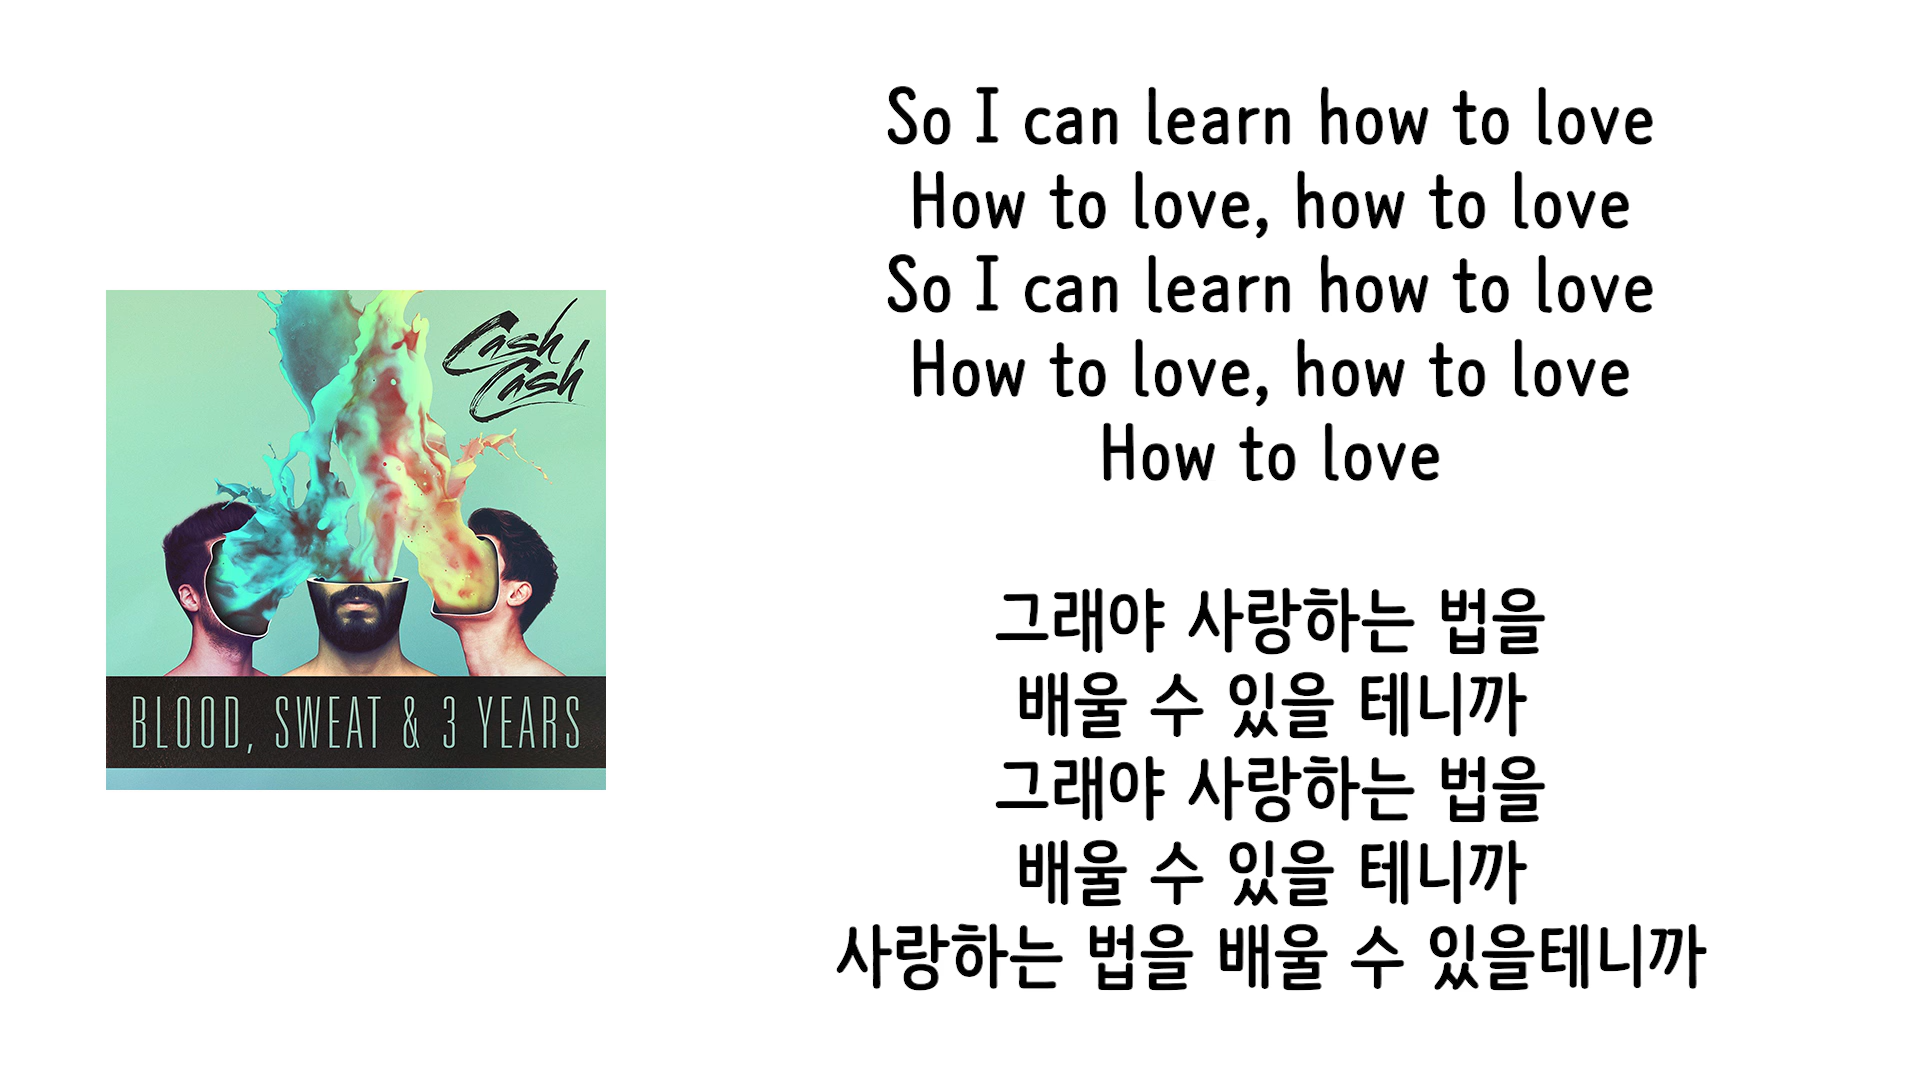 Cash
Cash
BLOOD, SWEAT & 3 YEARS
So I can learn how to love
How to love, how to love
So I can learn how to love
How to love, how to love
How to love
그래야 사랑하는 법을
배울 수 있을 테니까
그래야 사랑하는 법을
배울 수 있을 테니까
사랑하는 법을 배울 수 있을테니까